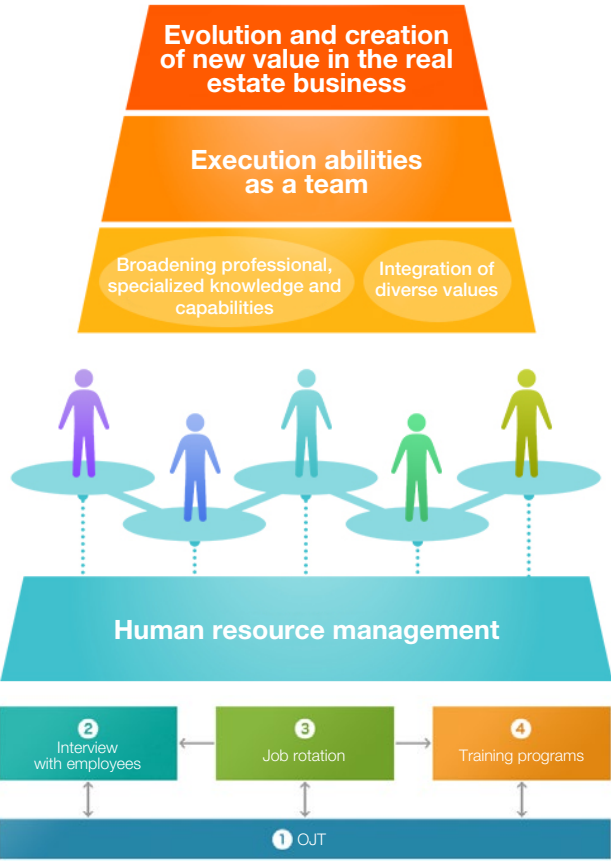 Evolution and creation
of new value in the real
estate business
Execution abilities
as a team
Broadening professional,
specialized knowledge and
capabilities
Integration of
diverse values
Human resource management
2
Interview
with employees
3
Job rotation
4
Training programs
1 OJT